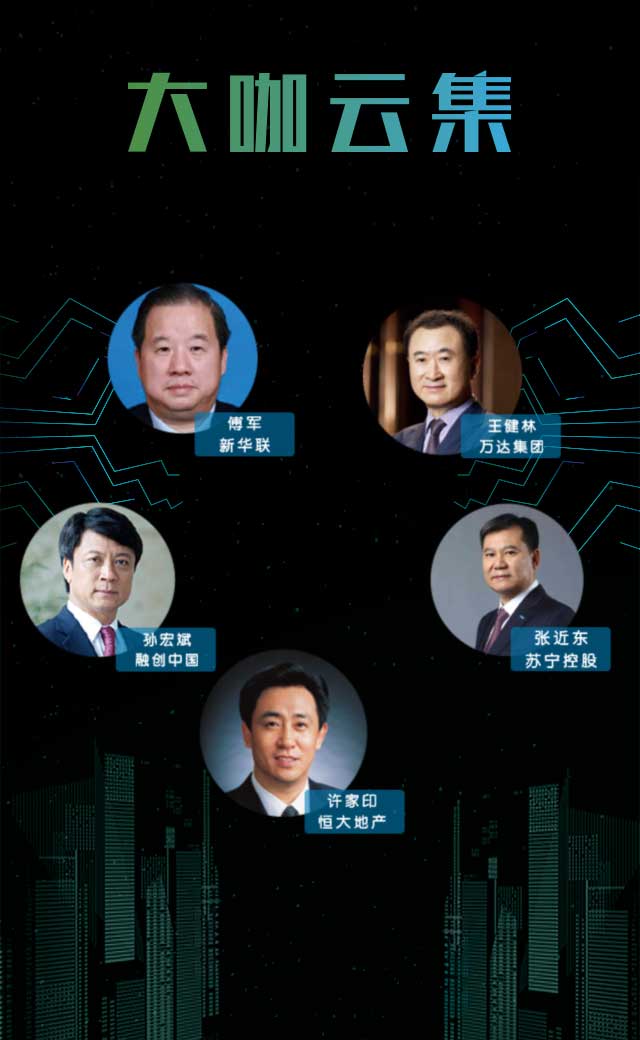 大咖云集
傅军
新华联
王健林
万达集团
孙宏斌
融创中国
张近东
苏宁控股
许家印
恒大地产